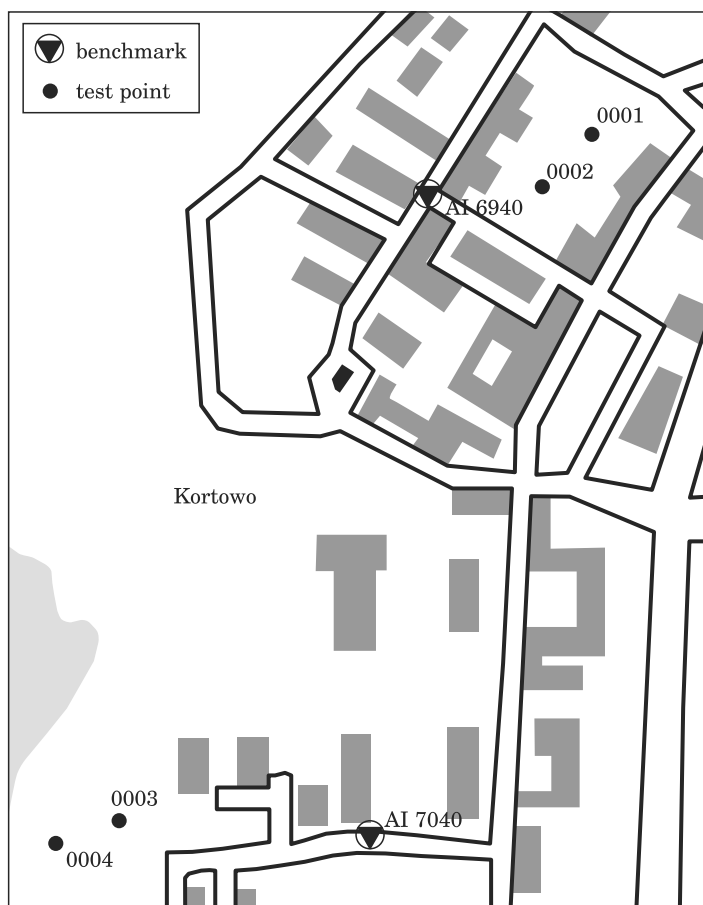 benchmark
test point
0001
0002
AI 6940
Kortowo
0003
AI 7040
0004